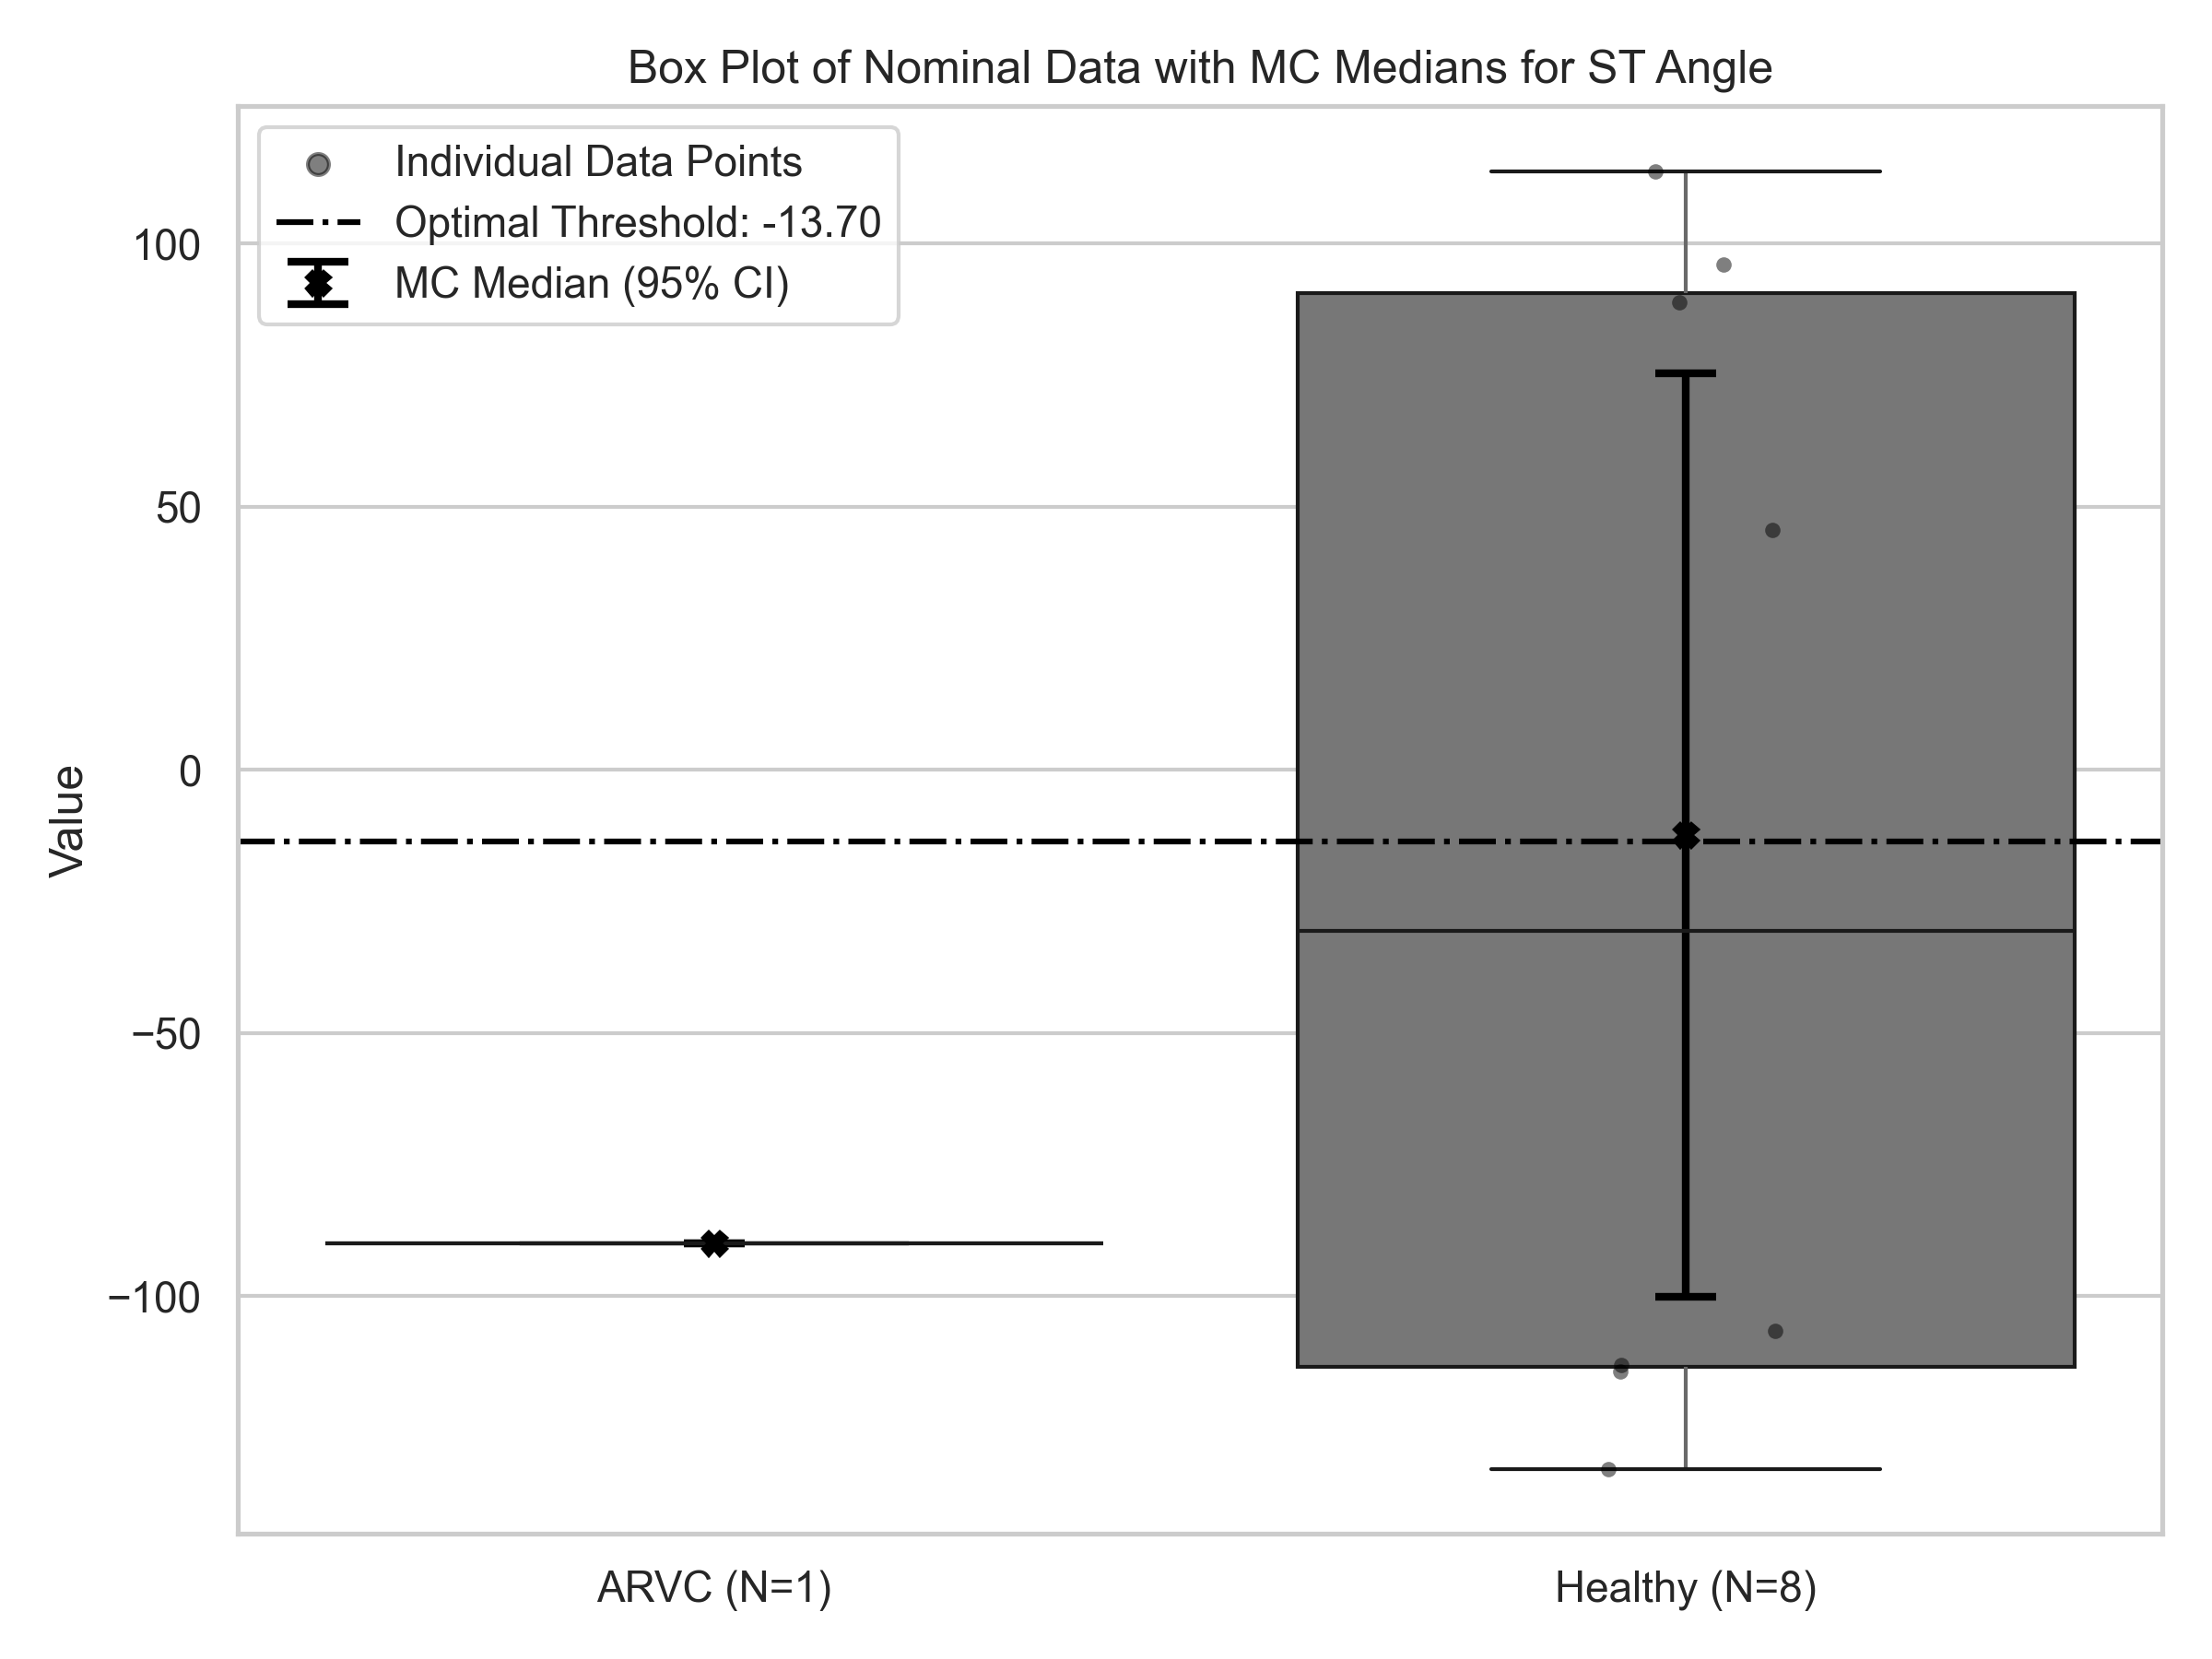 Box Plot of Nominal Data with MC Medians for ST Angle
Individual Data Points
Optimal Threshold: -13.70
MC Median (95% CI)
Value
100
50
0
−50
−100
ARVC (N=1)
Healthy (N=8)